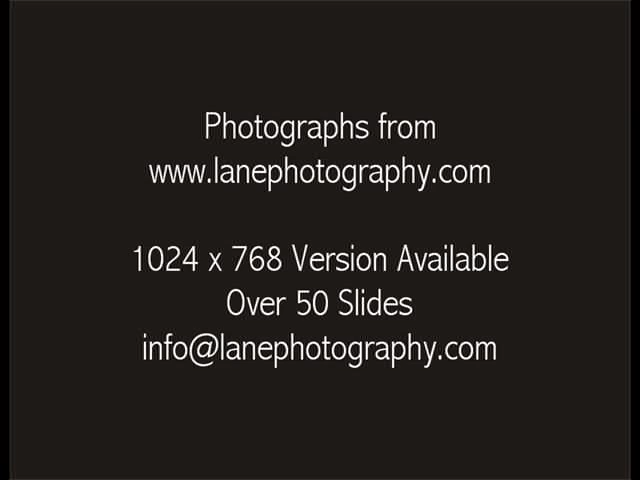 Photographs from
www.lanephotography.com
1024 x 768 Version Available
Over 50 Slides
info@lanephotography.com